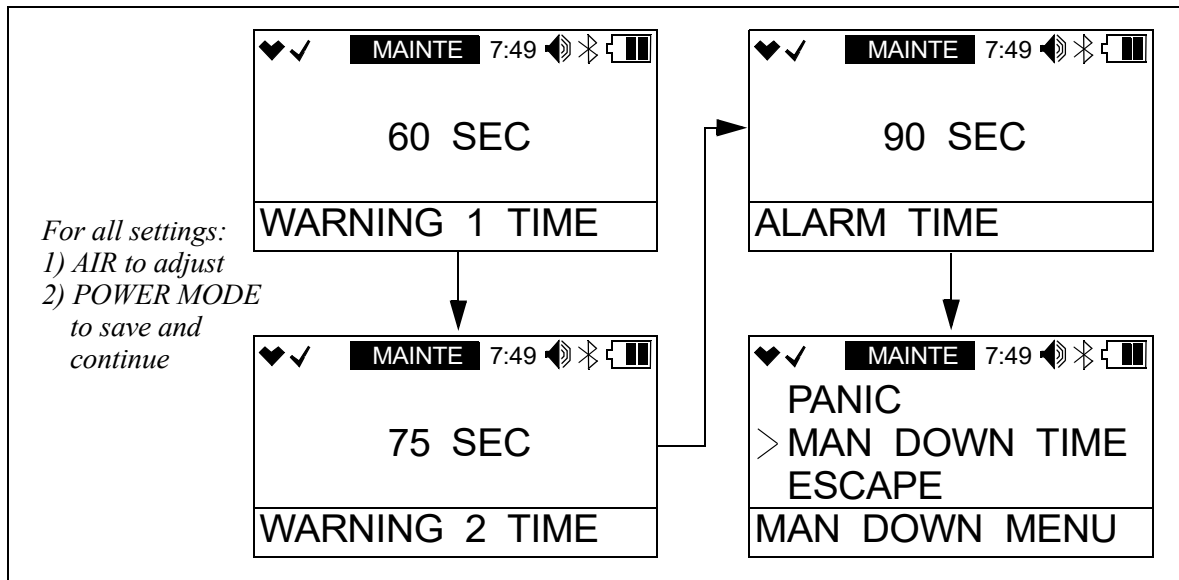 MAINTE 7:49
60 SEC
WARNING 1 TIME
For all settings:
1) AIR to adjust
2) POWER MODE
to save and
continue
MAINTE 7:49
75 SEC
WARNING 2 TIME
MAINTE 7:49
90 SEC
ALARM TIME
MAINTE 7:49
PANIC
>MAN DOWN TIME
ESCAPE
MAN DOWN MENU